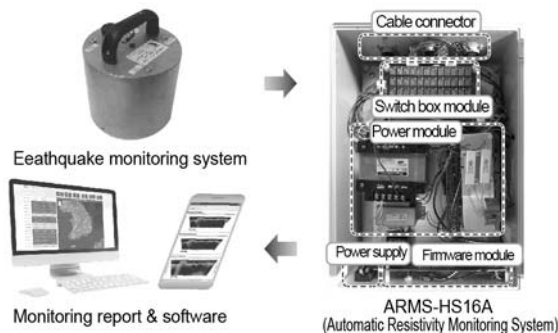 Cable connector
Switch box module
Power module
Eeathquake monitoring system
Power supply
Firmware module
Monitoring report & software
ARMS-HS16A
(Automatic Resistivity Monitoring System)